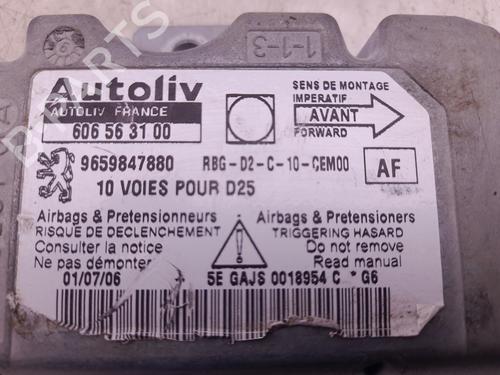 1-1-3
Autoliv
AUTOLIV FRANCE
606 56 31 00
SENS DE MONTAGE
IMPERATIF
AVANT
FORWARD
9659847880 RBG-D2-C-10-CEM00
AF
10 VOIES POUR D25
Airbags & Pretensionneurs
RISQUE DE DECLENCHEMENT
Consulter la notice
Ne pas démonter
01/07/06
Airbags & Pretensioners
TRIGGERING HASARD
Do not remove
Read manual
5E GAJS 0018954 C * G6